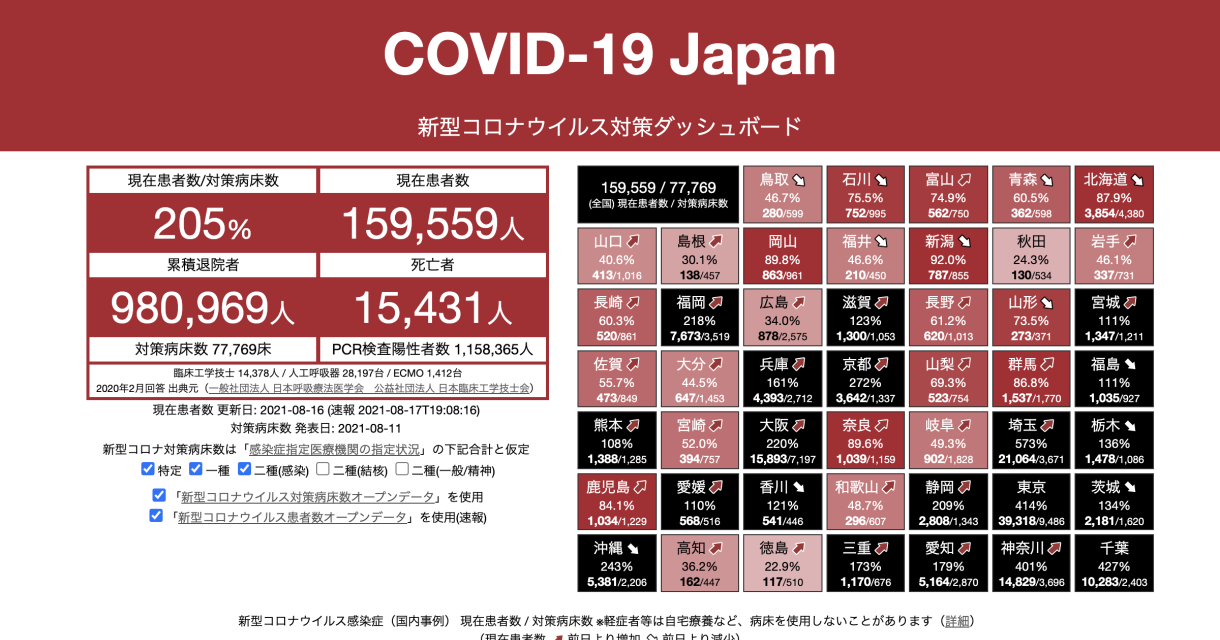 COVID-19 Japan
新型コロナウイルス対策ダッシュボード
現在患者数/対策病床数
現在患者数
205%
159,559人
累積退院者
死亡者
980,969人
15,431人
対策病床数 77,769床
PCR検査陽性者数 1,158,365人
臨床工学技士 14,378人 / 人工呼吸器 28,197台 / ECMO 1,412台
2020年2月回答 出典元（一般社団法人 日本呼吸療法医学会　公益社団法人 日本臨床工学技士会）
現在患者数 更新日: 2021-08-16 (速報 2021-08-17T19:08:16)
対策病床数 発表日: 2021-08-11
新型コロナ対策病床数は「感染症指定医療機関の指定状況」の下記合計と仮定
特定 一種 二種(感染) 二種(結核) 二種(一般/精神)
「新型コロナウイルス対策病床数オープンデータ」を使用
「新型コロナウイルス患者数オープンデータ」を使用(速報)
159,559 / 77,769
(全国) 現在患者数 / 対策病床数
鳥取
46.7%
280/599
石川
75.5%
752/995
富山
74.9%
562/750
青森
60.5%
362/598
北海道
87.9%
3,854/4,380
山口
40.6%
413/1,016
島根
30.1%
138/457
岡山
89.8%
863/961
福井
46.6%
210/450
新潟
92.0%
787/855
秋田
24.3%
130/534
岩手
46.1%
337/731
長崎
60.3%
520/861
福岡
218%
7,673/3,519
広島
34.0%
878/2,575
滋賀
123%
1,300/1,053
長野
61.2%
620/1,013
山形
73.5%
273/371
宮城
111%
1,347/1,211
佐賀
55.7%
473/849
大分
44.5%
647/1,453
兵庫
161%
4,393/2,712
京都
272%
3,642/1,337
山梨
69.3%
523/754
群馬
86.8%
1,537/1,770
福島
111%
1,035/927
熊本
108%
1,388/1,285
宮崎
52.0%
394/757
大阪
220%
15,893/7,197
奈良
89.6%
1,039/1,159
岐阜
49.3%
902/1,828
埼玉
573%
21,064/3,671
栃木
136%
1,478/1,086
鹿児島
84.1%
1,034/1,229
愛媛
110%
568/516
香川
121%
541/446
和歌山
48.7%
296/607
静岡
209%
2,808/1,343
東京
414%
39,318/9,486
茨城
134%
2,181/1,620
沖縄
243%
5,381/2,206
高知
36.2%
162/447
徳島
22.9%
117/510
三重
173%
1,170/676
愛知
179%
5,164/2,870
神奈川
401%
14,829/3,696
千葉
427%
10,283/2,403
新型コロナウイルス感染症（国内事例） 現在患者数 / 対策病床数 ※軽症者等は自宅療養など、病床を使用しないことがあります（詳細）
（現在患者数 前日より増加 前日より減少）